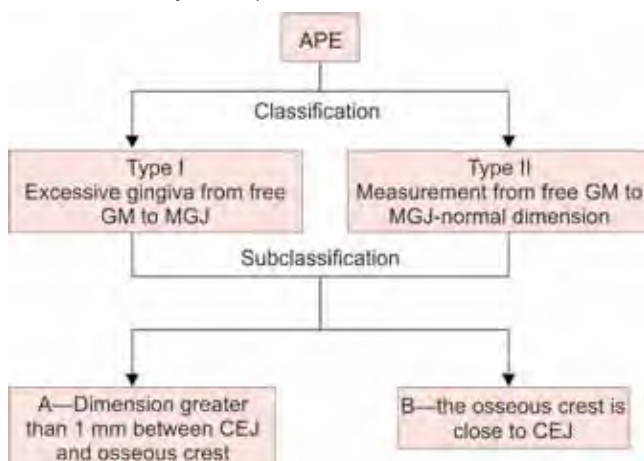 APE
Classification
Type I
Excessive gingiva from free
GM to MGJ
Type II
Measurement from free GM to
MGJ-normal dimension
Subclassification
A—Dimension greater
than 1 mm between CEJ
and osseous crest
B—the osseous crest is
close to CEJ